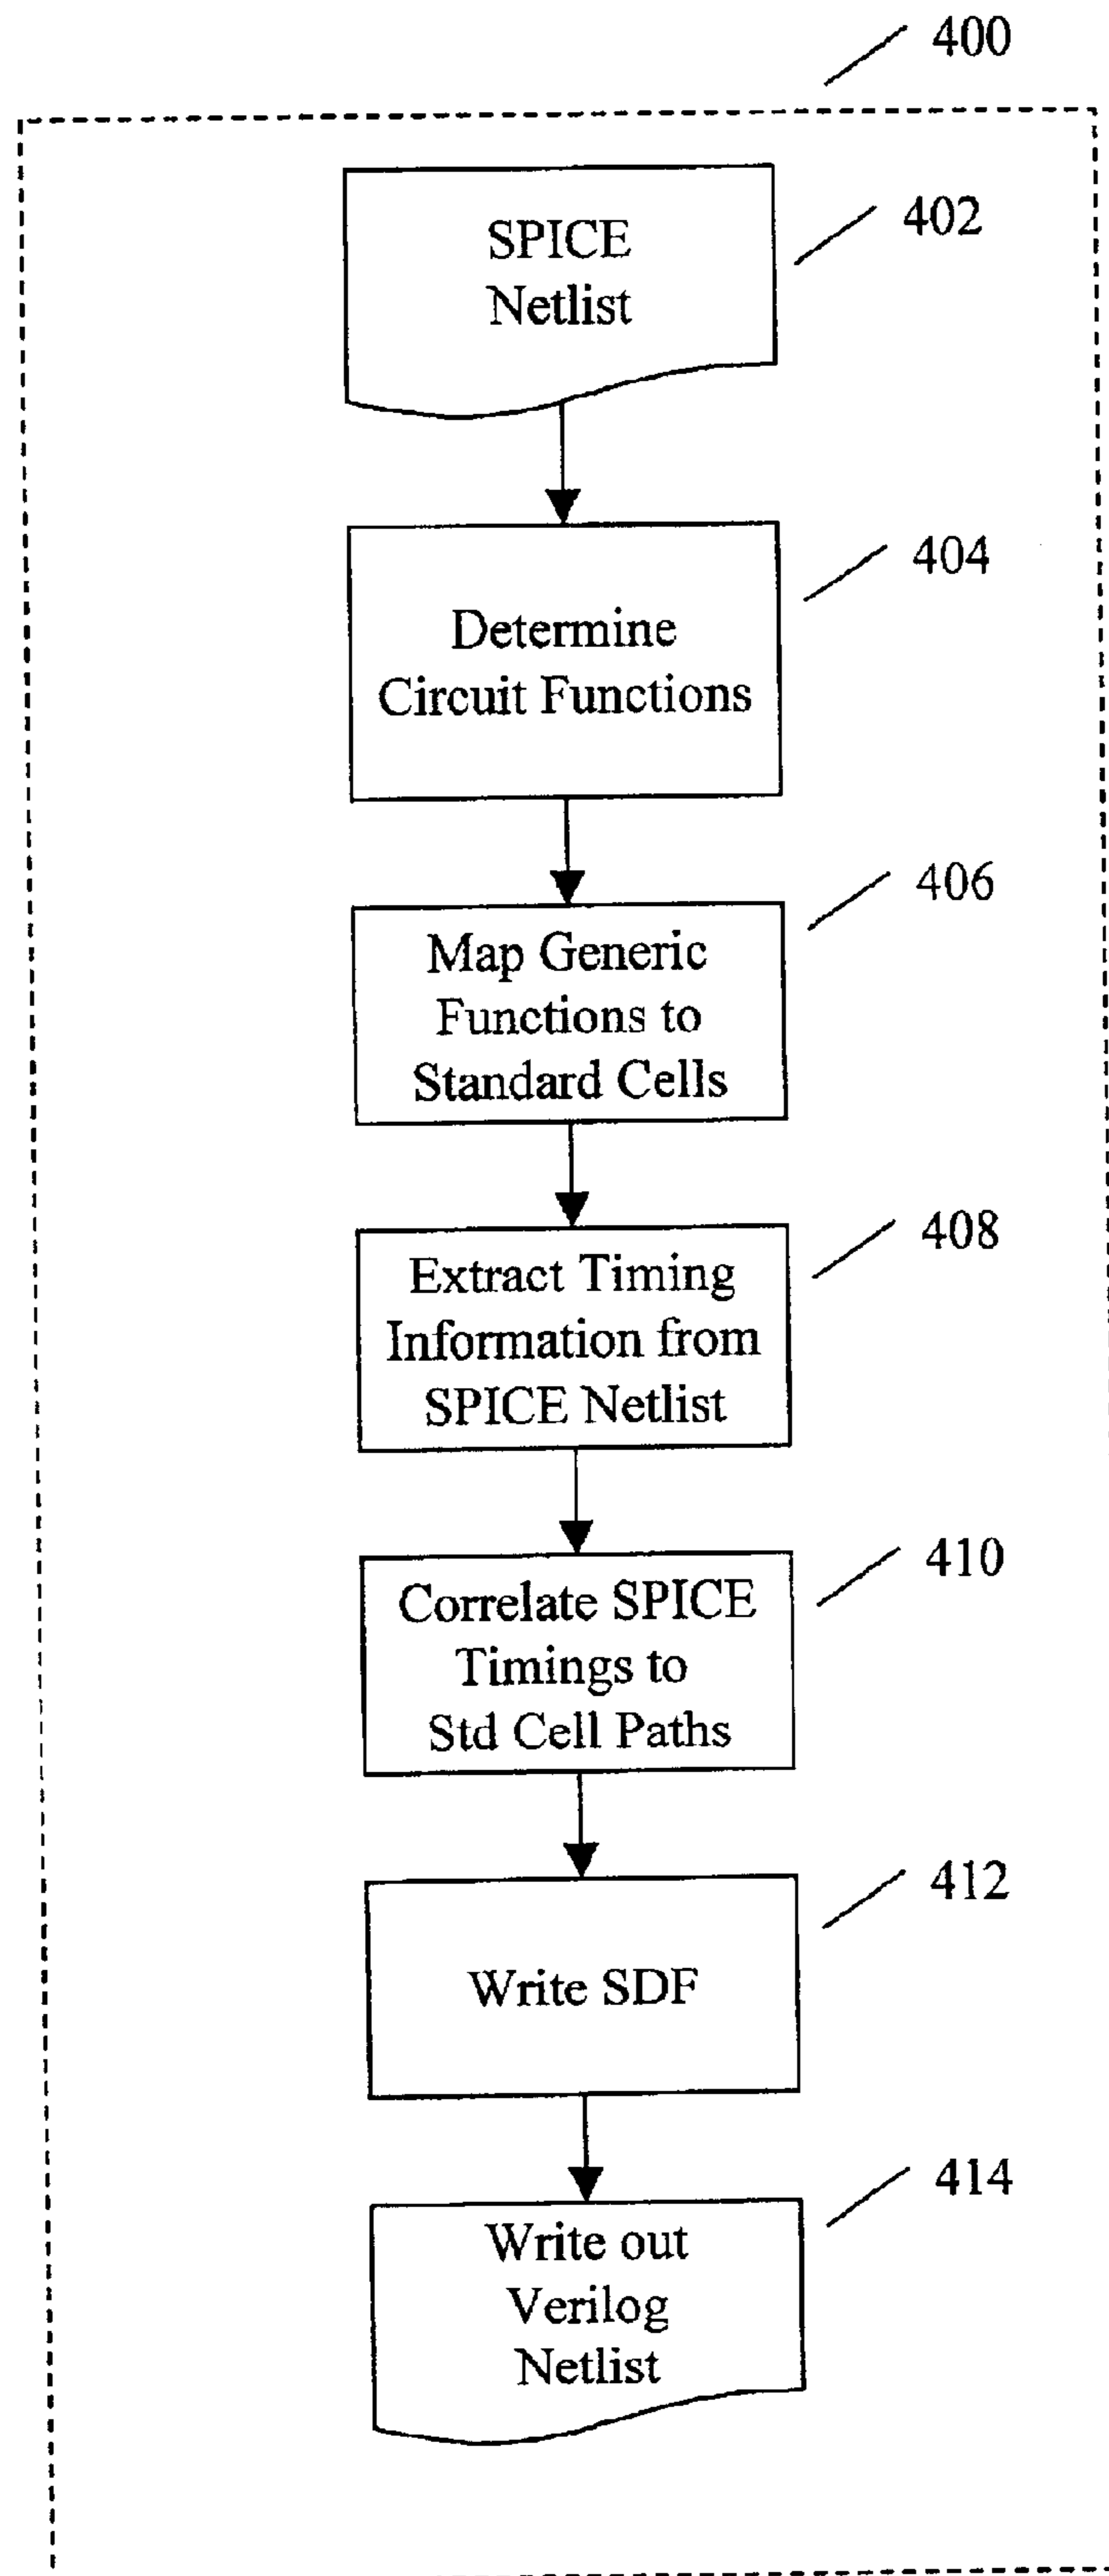 400
SPICE
Netlist
402
Determine
Circuit Functions
404
Map Generic
Functions to
Standard Cells
406
Extract Timing
Information from
SPICE Netlist
408
Correlate SPICE
Timings to
Std Cell Paths
410
Write SDF
412
Write out
Verilog
Netlist
414